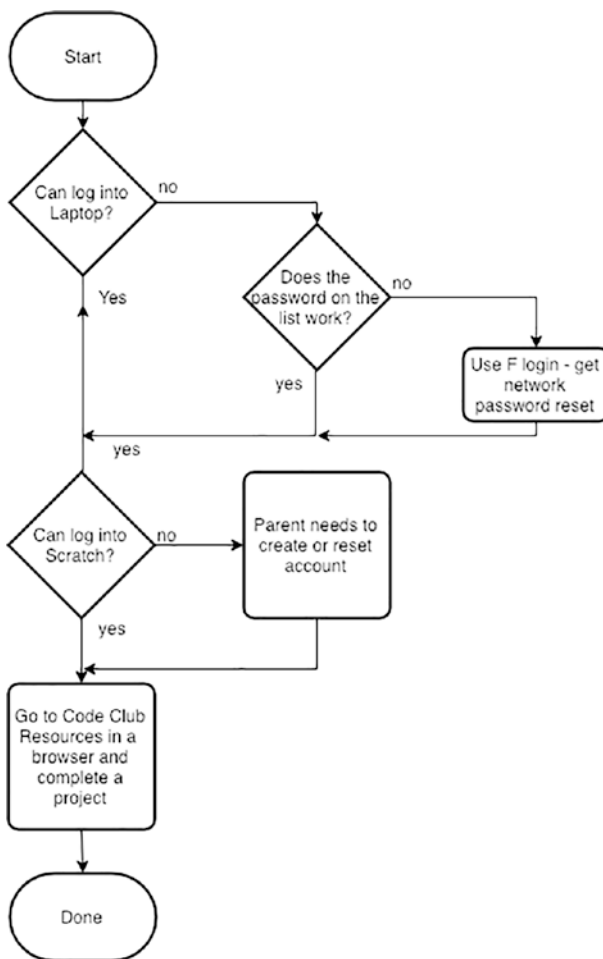 Start
Can log into
Laptop?
no
Does the
password on the
list work?
no
Yes
Use F login - get
network
password reset
yes
yes
Can log into
Scratch?
no
Parent needs to
create or reset
account
yes
Go to Code Club
Resources in a
browser and
complete a
project
Done